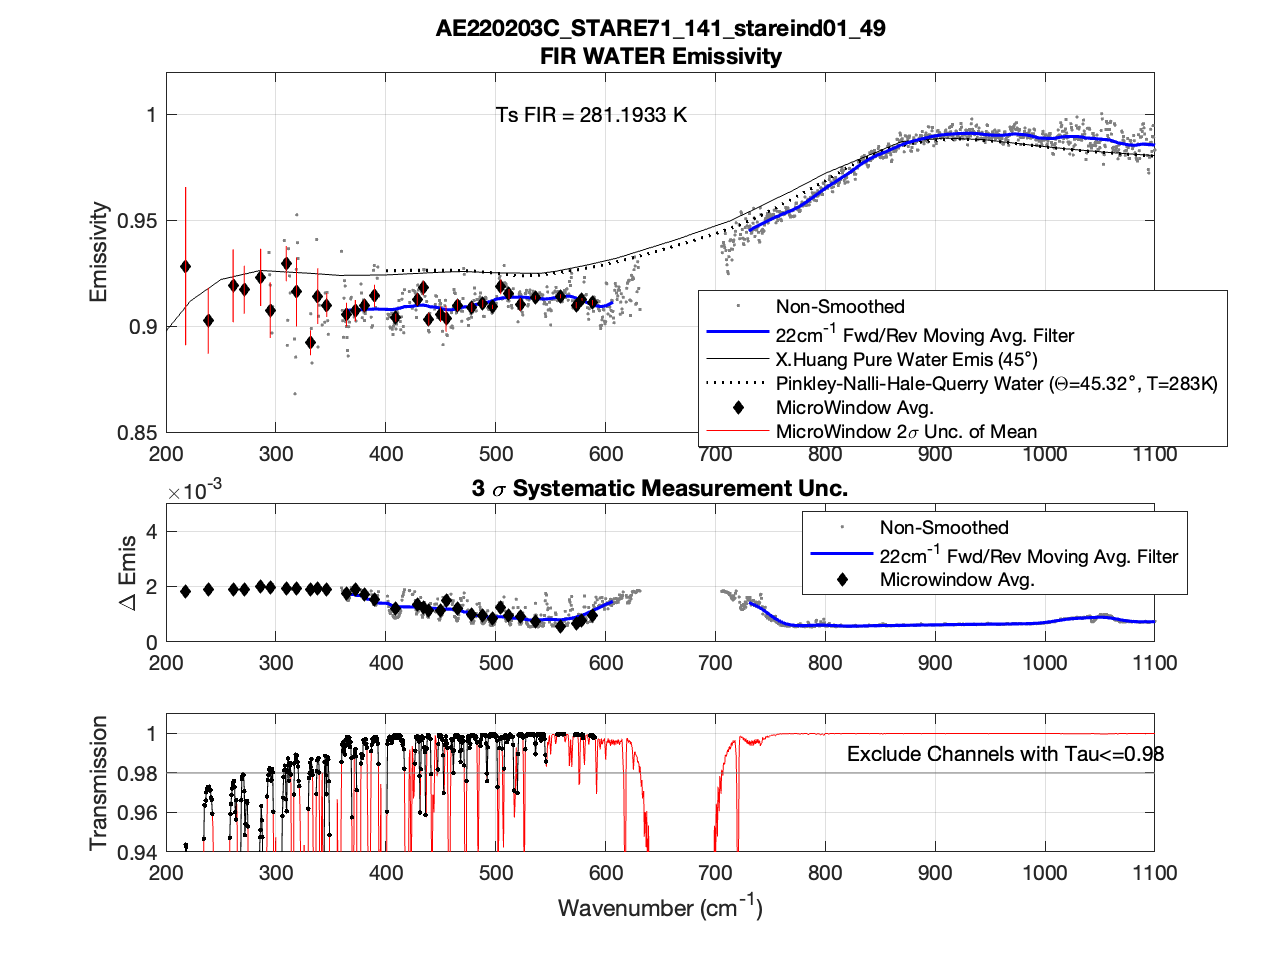 AE220203C_STARE71_141_stareind01_49
FIR WATER Emissivity
Ts FIR = 281.1933 K
Emissivity
1
0.95
0.9
0.85
200 300 400 500 600 700 800 900 1000 1100
Non-Smoothed
22cm⁻¹ Fwd/Rev Moving Avg. Filter
X.Huang Pure Water Emis (45°)
Pinkley-Nalli-Hale-Querry Water (Θ=45.32°, T=283K)
MicroWindow Avg.
MicroWindow 2σ Unc. of Mean
3 σ Systematic Measurement Unc.
×10⁻³
Δ Emis
4
2
0
200 300 400 500 600 700 800 900 1000 1100
Non-Smoothed
22cm⁻¹ Fwd/Rev Moving Avg. Filter
Microwindow Avg.
Transmission
1
0.98
0.96
0.94
Exclude Channels with Tau<=0.98
200 300 400 500 600 700 800 900 1000 1100
Wavenumber (cm⁻¹)